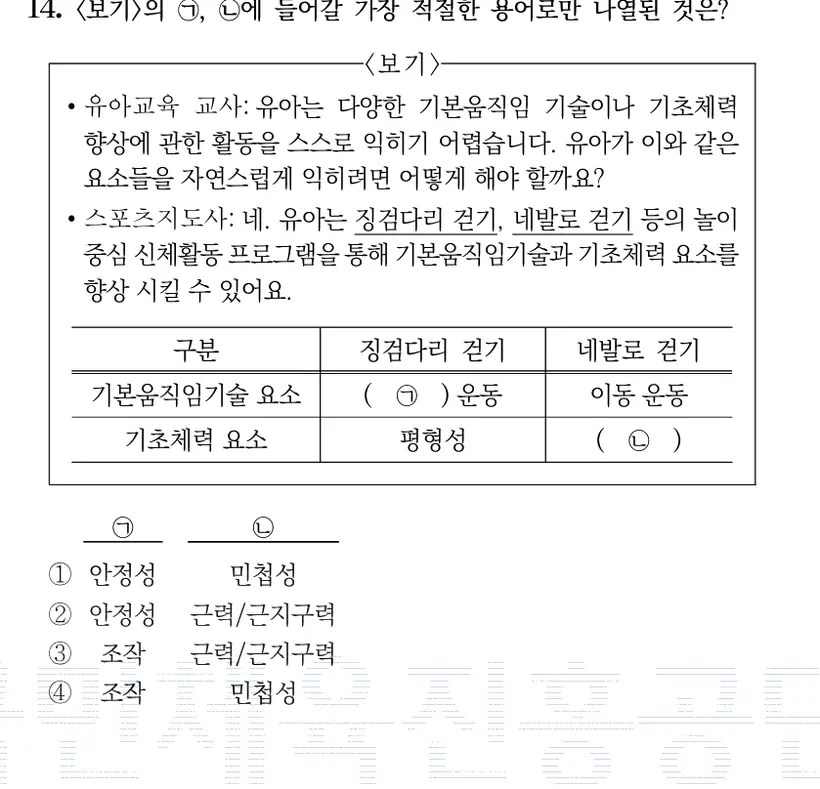 14. 〈보기〉의 ㉠, ㉡에 들어갈 가장 적절한 용어로만 나열된 것은?
〈보기〉
• 유아교육 교사: 유아는 다양한 기본움직임 기술이나 기초체력
향상에 관한 활동을 스스로 익히기 어렵습니다. 유아가 이와 같은
요소들을 자연스럽게 익히려면 어떻게 해야 할까요?
• 스포츠지도사: 네. 유아는 징검다리 걷기, 네발로 걷기 등의 놀이
중심 신체활동 프로그램을 통해 기본움직임기술과 기초체력 요소를
향상 시킬 수 있어요.
구분 징검다리 걷기 네발로 걷기
기본움직임기술 요소 ( ㉠ ) 운동 이동 운동
기초체력 요소 평형성 ( ㉡ )
㉠ ㉡
① 안정성 민첩성
② 안정성 근력/근지구력
③ 조작 근력/근지구력
④ 조작 민첩성